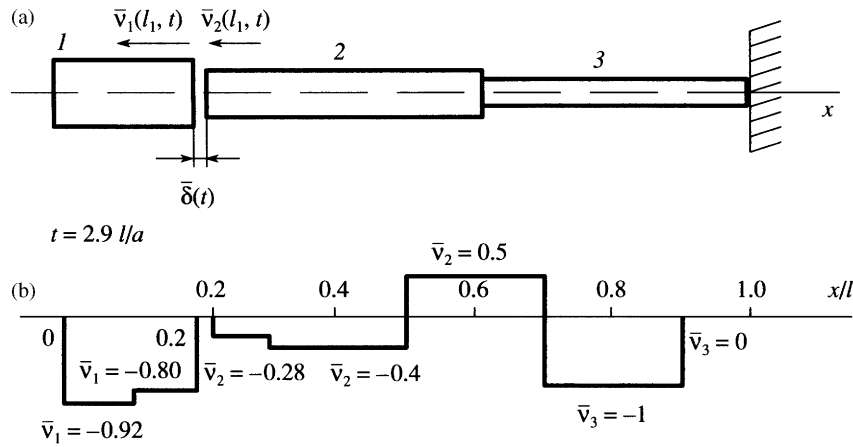 (a)
ν̄₁(l₁, t) ν̄₂(l₁, t)
1
2
3
x
δ̄(t)
t = 2.9 l/a
ν̄₂ = 0.5
(b)
0.2 0.4 0.6 0.8 1.0 x/l
0 0.2
ν̄₃ = 0
ν̄₁ = −0.80 ν̄₂ = −0.28 ν̄₂ = −0.4
ν̄₃ = −1
ν̄₁ = −0.92